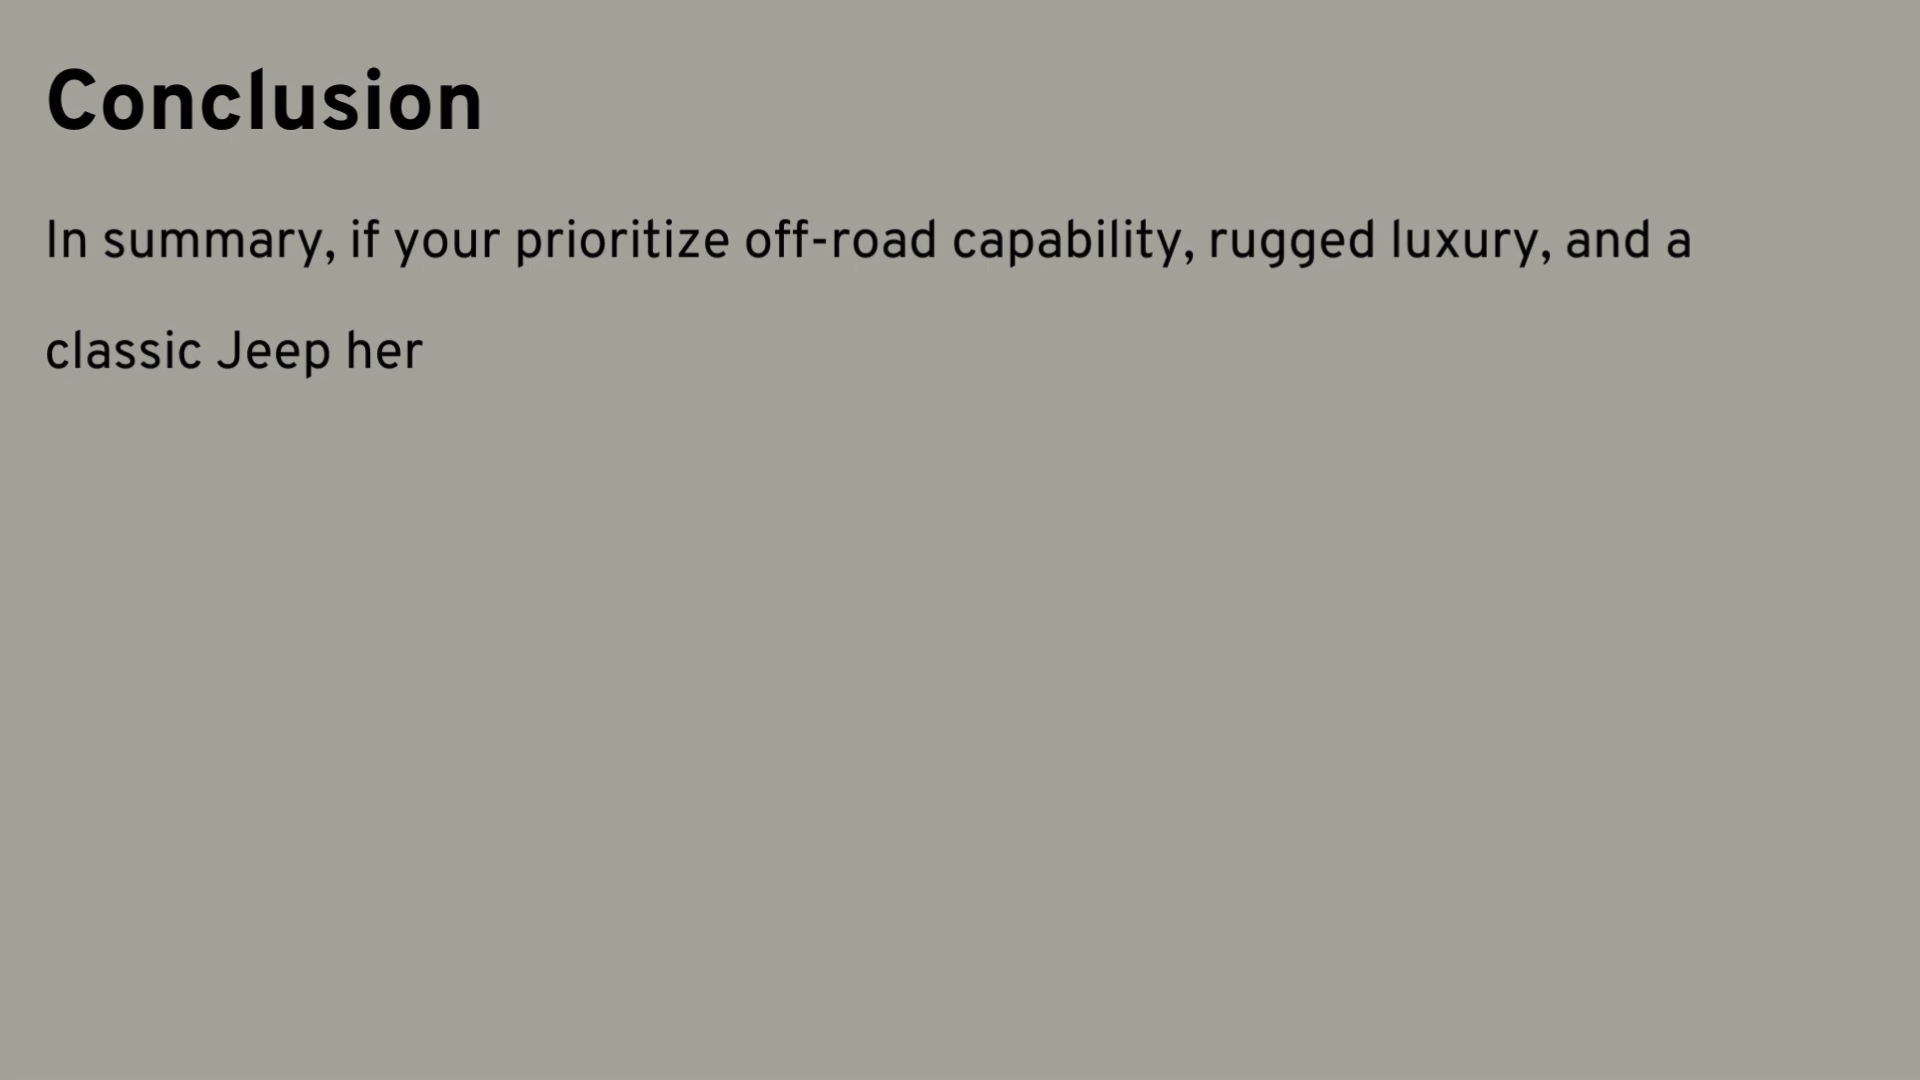 Conclusion
In summary, if your prioritize off-road capability, rugged luxury, and a
classic Jeep her